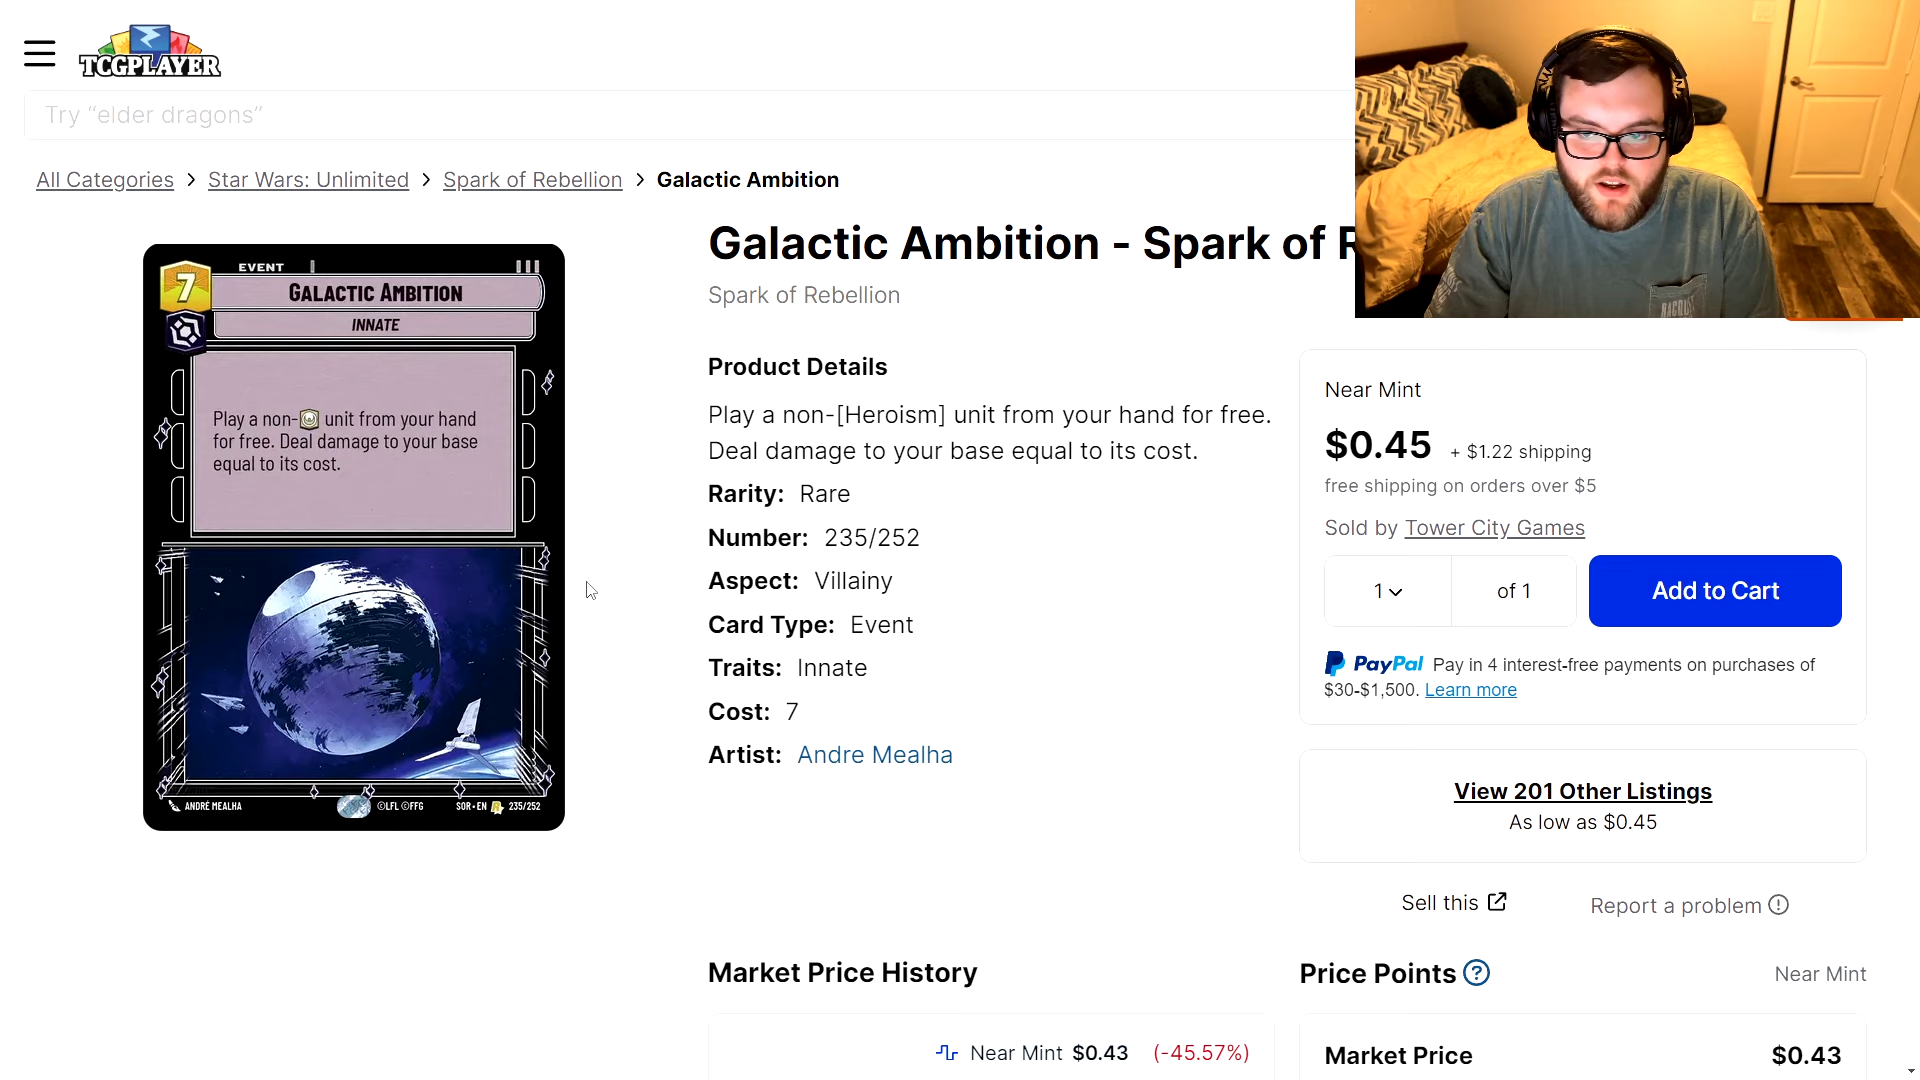 TCGPLAYER
Try “elder dragons”
All Categories > Star Wars: Unlimited > Spark of Rebellion > Galactic Ambition
7
EVENT
GALACTIC AMBITION
INNATE
Play a non- unit from your hand
for free. Deal damage to your base
equal to its cost.
ANDRÉ MEALHA
©LFL ©FFG
SOR • EN R 235/252
Galactic Ambition - Spark of R
Spark of Rebellion
Product Details
Play a non-[Heroism] unit from your hand for free.
Deal damage to your base equal to its cost.
Rarity: Rare
Number: 235/252
Aspect: Villainy
Card Type: Event
Traits: Innate
Cost: 7
Artist: Andre Mealha
Near Mint
$0.45 + $1.22 shipping
free shipping on orders over $5
Sold by Tower City Games
1 of 1
Add to Cart
PayPal Pay in 4 interest-free payments on purchases of
$30-$1,500. Learn more
View 201 Other Listings
As low as $0.45
Sell this
Report a problem
Market Price History
Near Mint $0.43 (-45.57%)
Price Points ?
Near Mint
Market Price $0.43